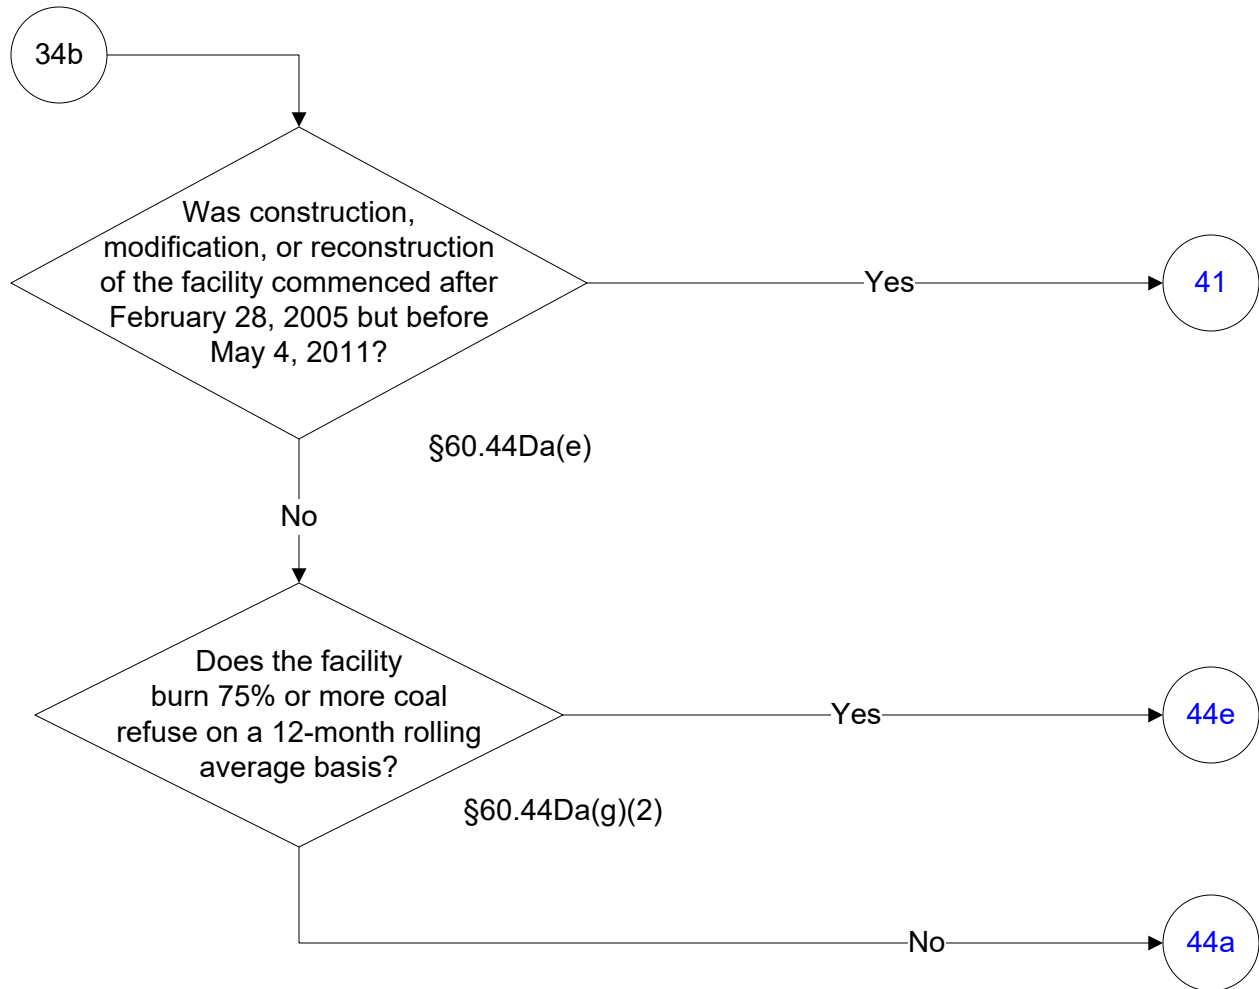 34b
Was construction,
modification, or reconstruction
of the facility commenced after
February 28, 2005 but before
May 4, 2011?
Yes
41
§60.44Da(e)
No
Does the facility
burn 75% or more coal
refuse on a 12-month rolling
average basis?
Yes
44e
§60.44Da(g)(2)
No
44a